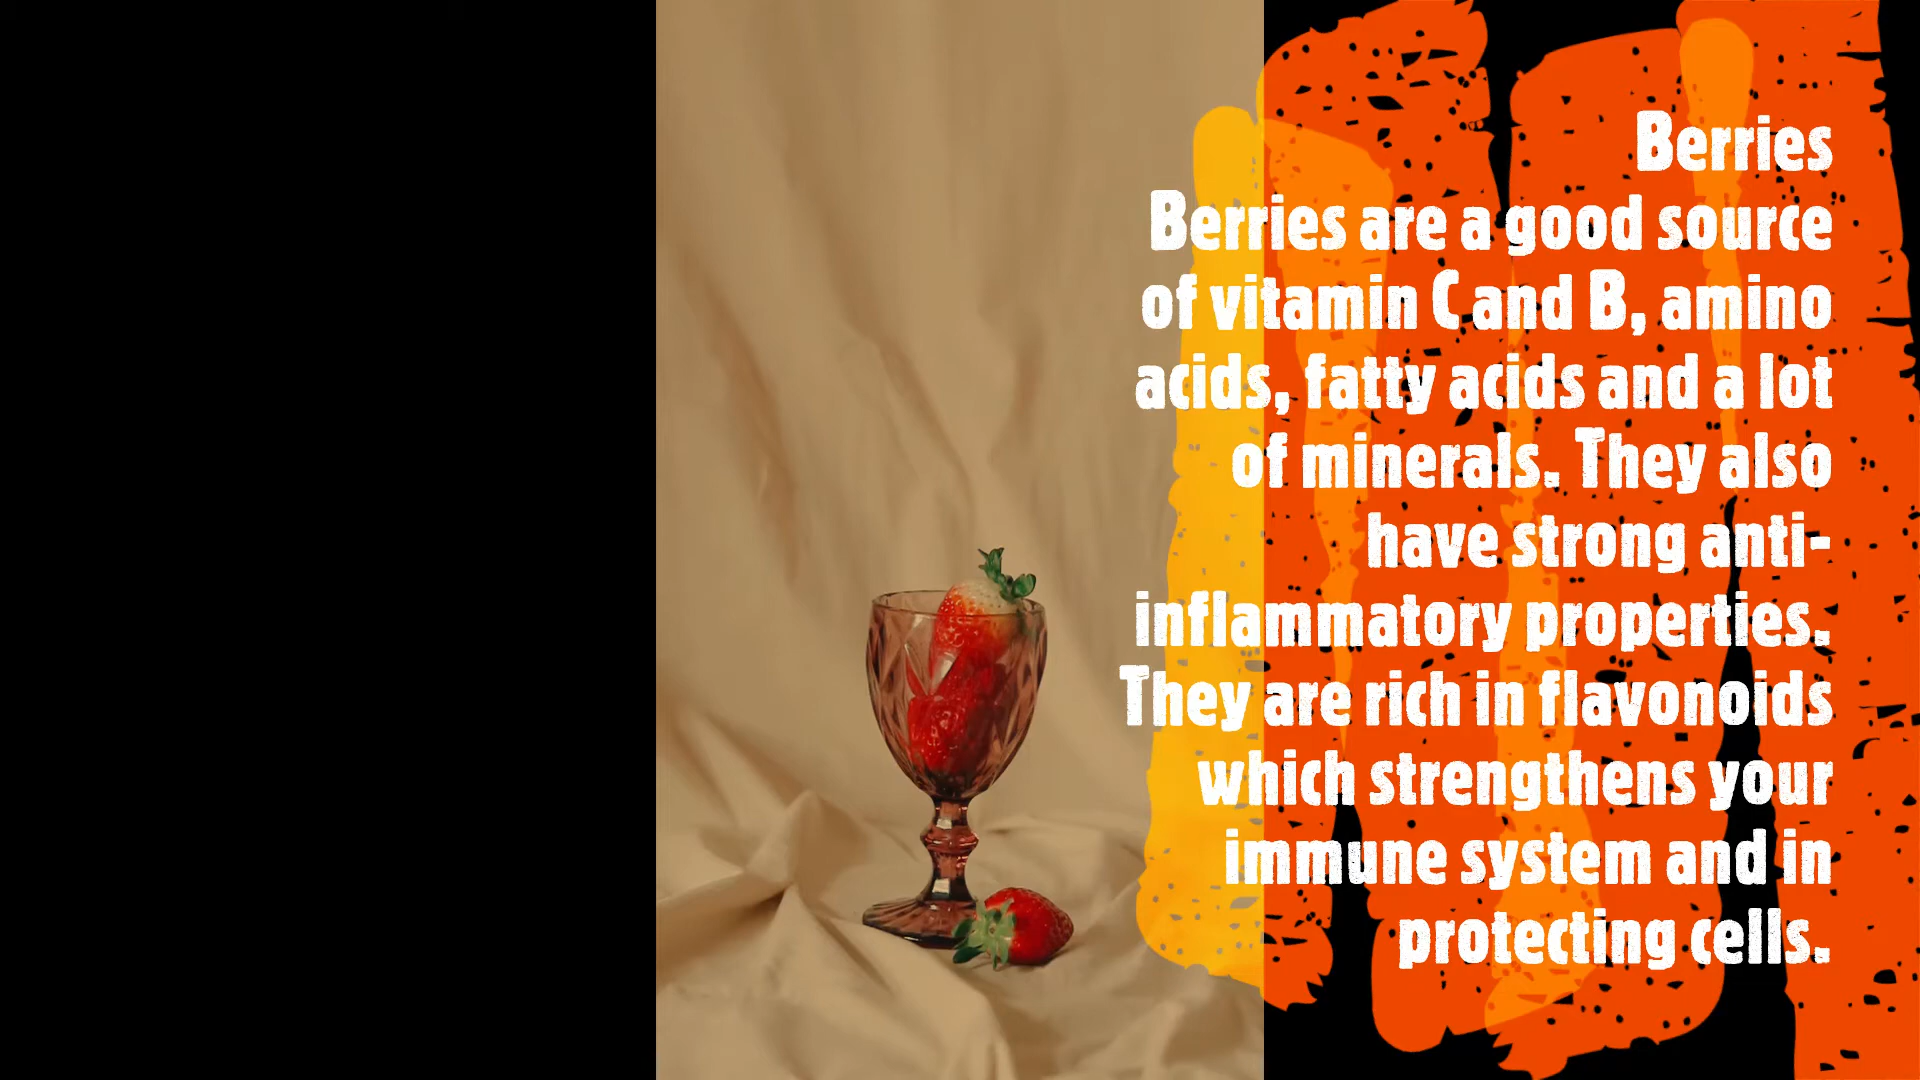 Berries
Berries are a good source
of vitamin C and B, amino
acids, fatty acids and a lot
of minerals. They also
have strong anti-
inflammatory properties.
They are rich in flavonoids
which strengthens your
immune system and in
protecting cells.